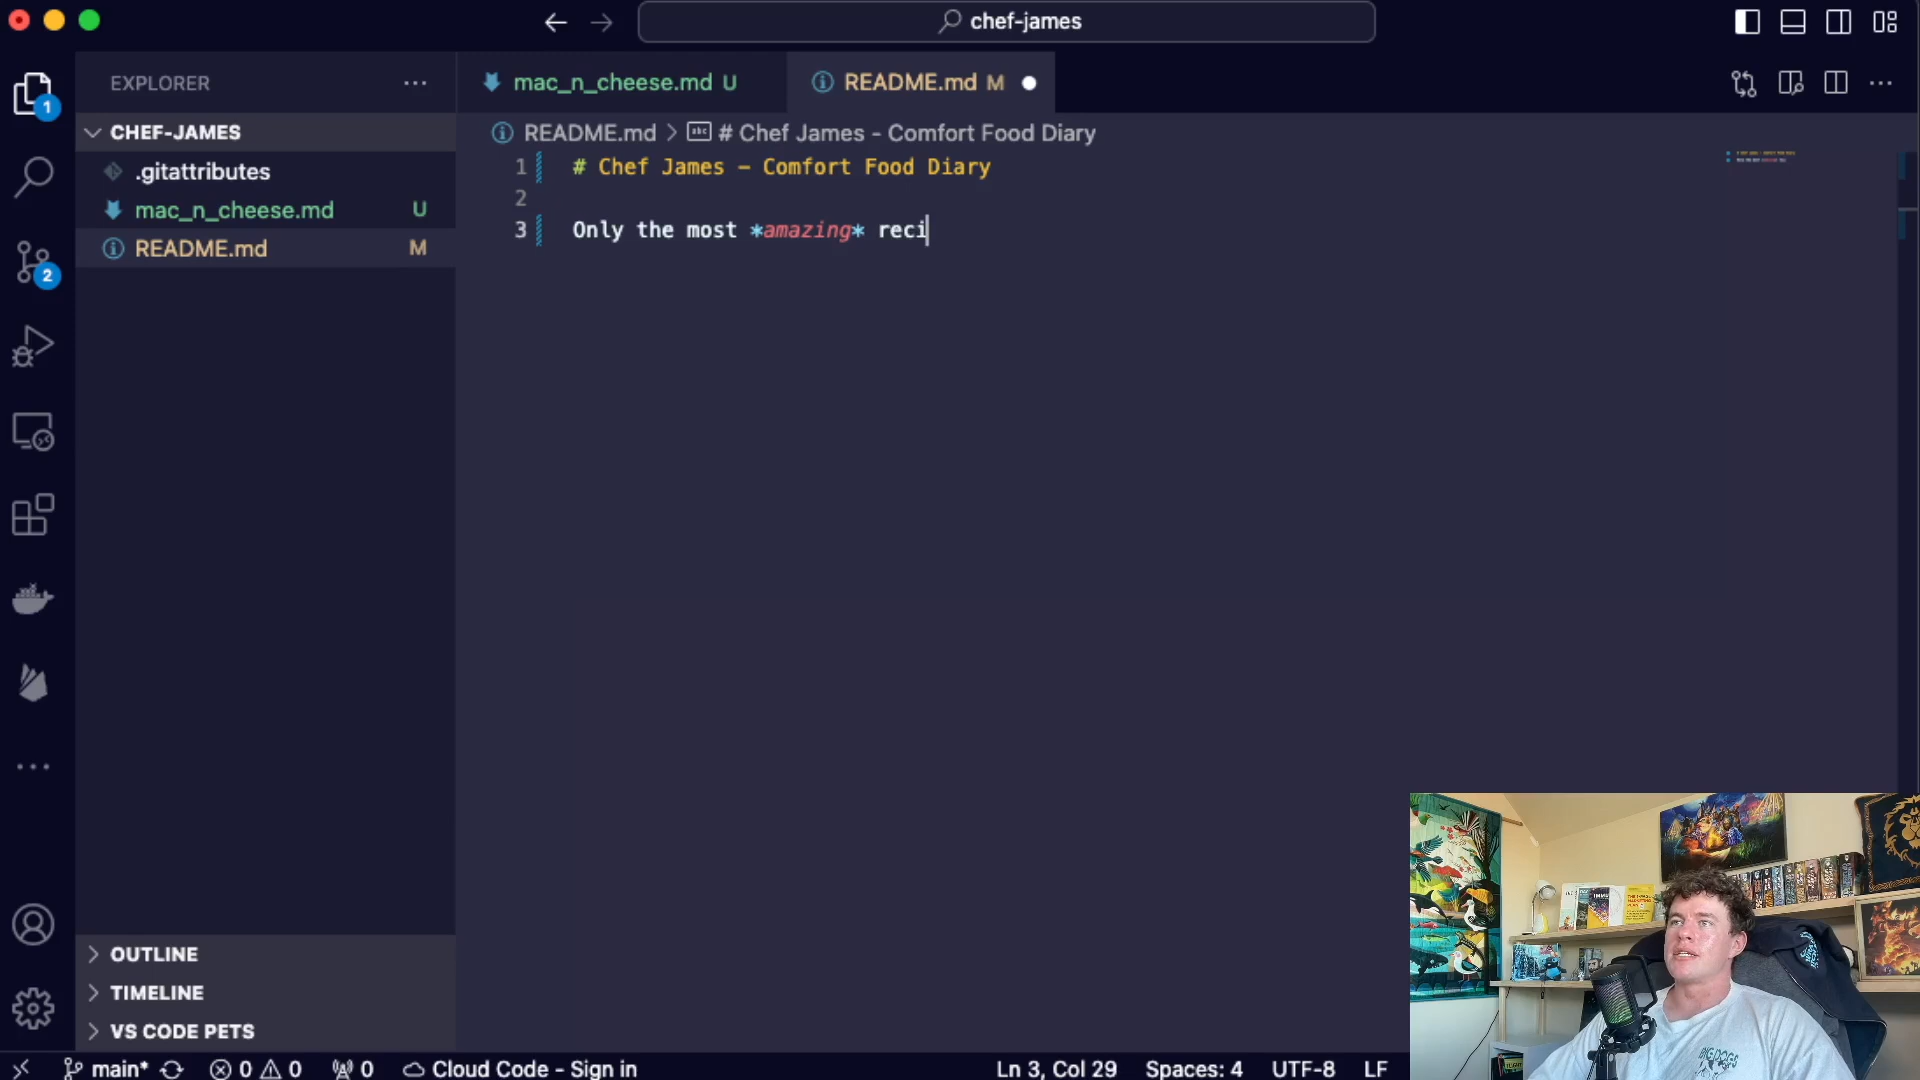 chef-james
EXPLORER
mac_n_cheese.md U
README.md M
1
CHEF-JAMES
README.md > # Chef James - Comfort Food Diary
.gitattributes
1 # Chef James - Comfort Food Diary
mac_n_cheese.md U
2
2
3 Only the most *amazing* reci
README.md M
OUTLINE
TIMELINE
VS CODE PETS
main* 0 0 0 Cloud Code - Sign in Ln 3, Col 29 Spaces: 4 UTF-8 LF